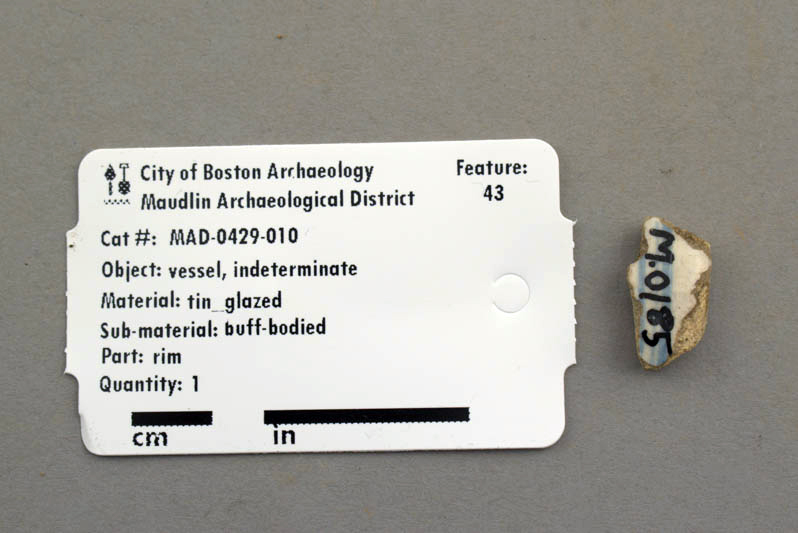 City of Boston Archaeology
Maudlin Archaeological District
Feature:
43
Cat #: MAD-0429-010
Object: vessel, indeterminate
Material: tin_glazed
Sub-material: buff-bodied
Part: rim
Quantity: 1
cm
in
M.0185